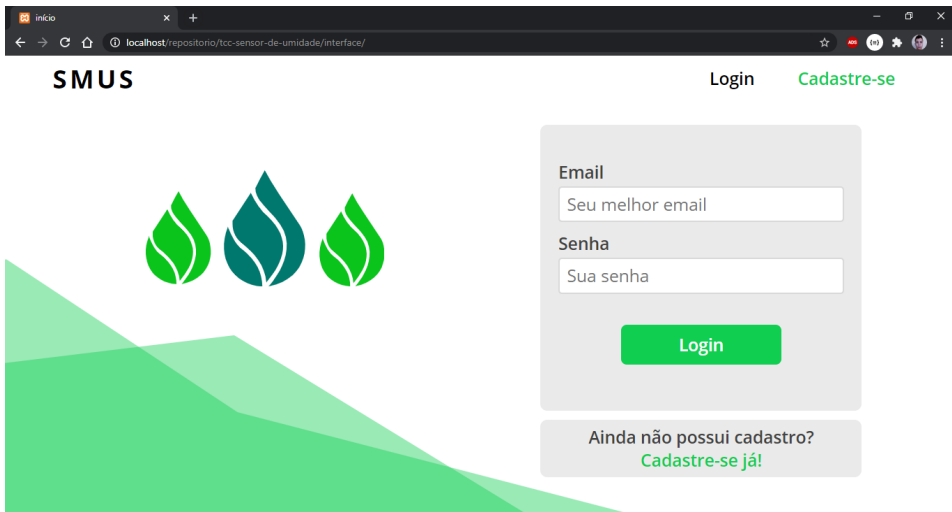 início
localhost/repositorio/tcc-sensor-de-umidade/interface/
ABS
SMUS
Login
Cadastre-se
Email
Seu melhor email
Senha
Sua senha
Login
Ainda não possui cadastro?
Cadastre-se já!